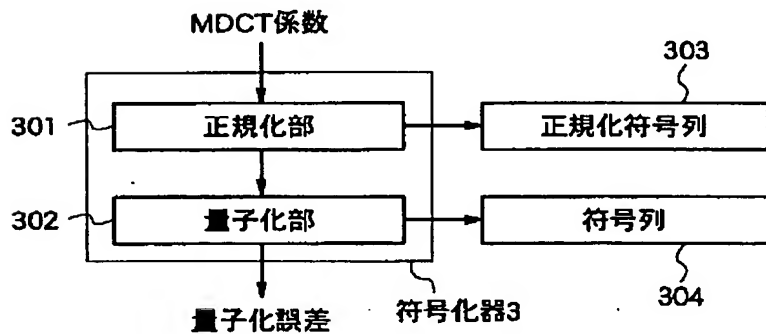 MDCT係数
303
301
正規化部
正規化符号列
302
量子化部
符号列
304
量子化誤差
符号化器3